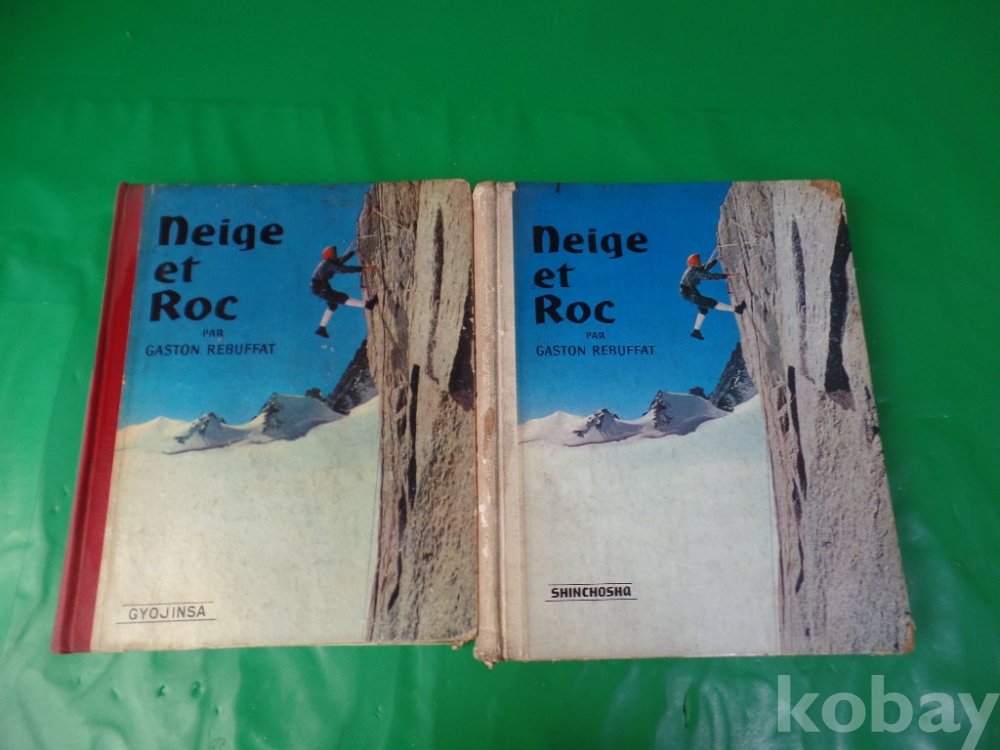 Neige
et
Roc
PAR
GASTON REBUFFAT
GYOJINSA
Neige
et
Roc
PAR
GASTON REBUFFAT
SHINCHOSHA
kobay